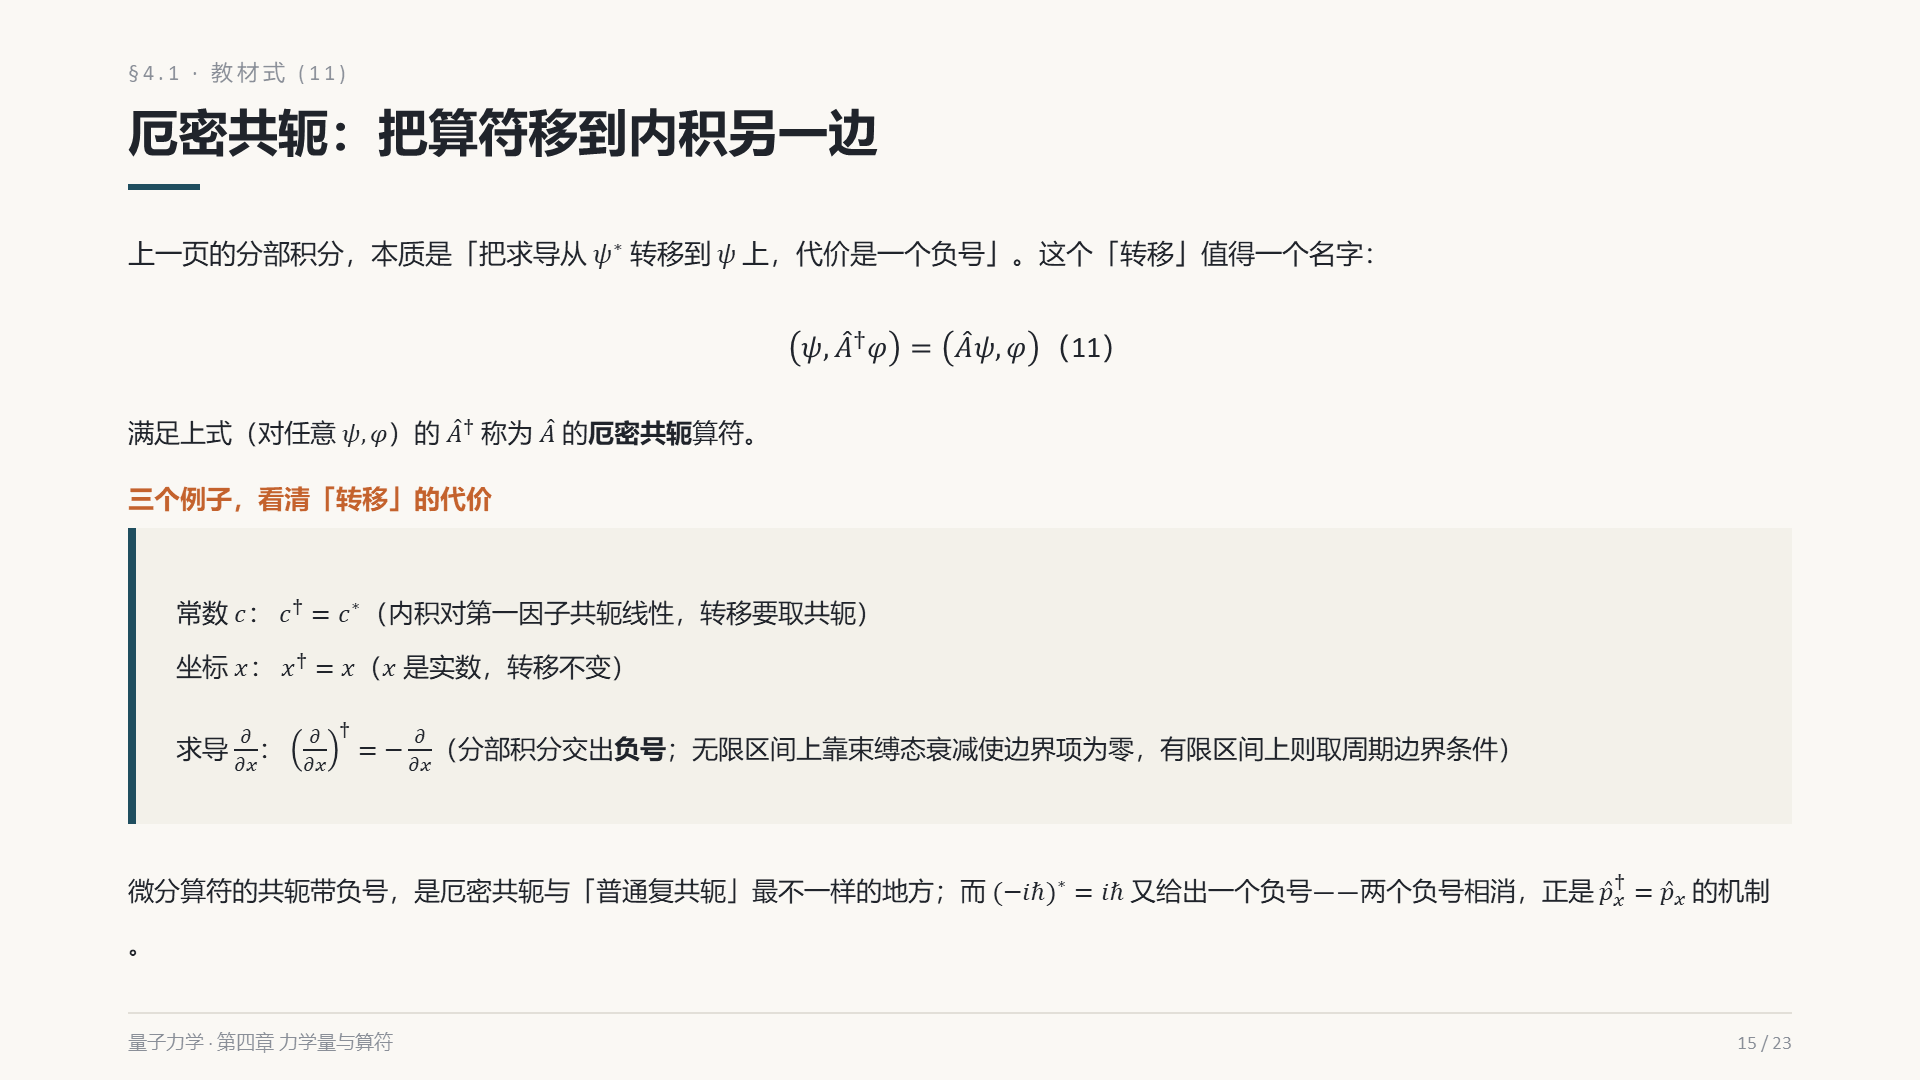 §4.1 · 教材式 (11)
厄密共轭：把算符移到内积另一边
上一页的分部积分，本质是「把求导从 ψ* 转移到 ψ 上，代价是一个负号」。这个「转移」值得一个名字：
(ψ, Â†φ) = (Âψ, φ)（11）
满足上式（对任意 ψ, φ）的 Â† 称为 Â 的厄密共轭算符。
三个例子，看清「转移」的代价
常数 c： c† = c*（内积对第一因子共轭线性，转移要取共轭）
坐标 x： x† = x（x 是实数，转移不变）
求导 ∂/∂x： (∂/∂x)† = −∂/∂x（分部积分交出负号；无限区间上靠束缚态衰减使边界项为零，有限区间上则取周期边界条件）
微分算符的共轭带负号，是厄密共轭与「普通复共轭」最不一样的地方；而 (−iħ)* = iħ 又给出一个负号——两个负号相消，正是 p̂ₓ† = p̂ₓ 的机制
。
量子力学 · 第四章 力学量与算符
15 / 23